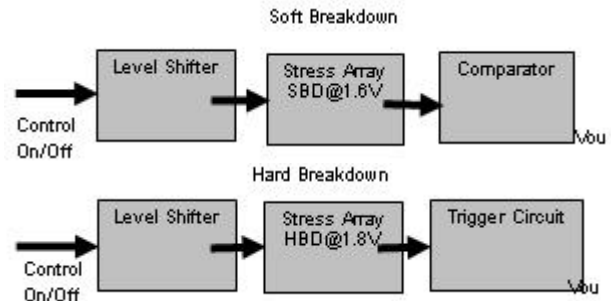 Soft Breakdown
Level Shifter
Stress Array
SBD@1.6V
Comparator
Control
On/Off
Vou
Hard Breakdown
Level Shifter
Stress Array
HBD@1.8V
Trigger Circuit
Control
On/Off
Vou